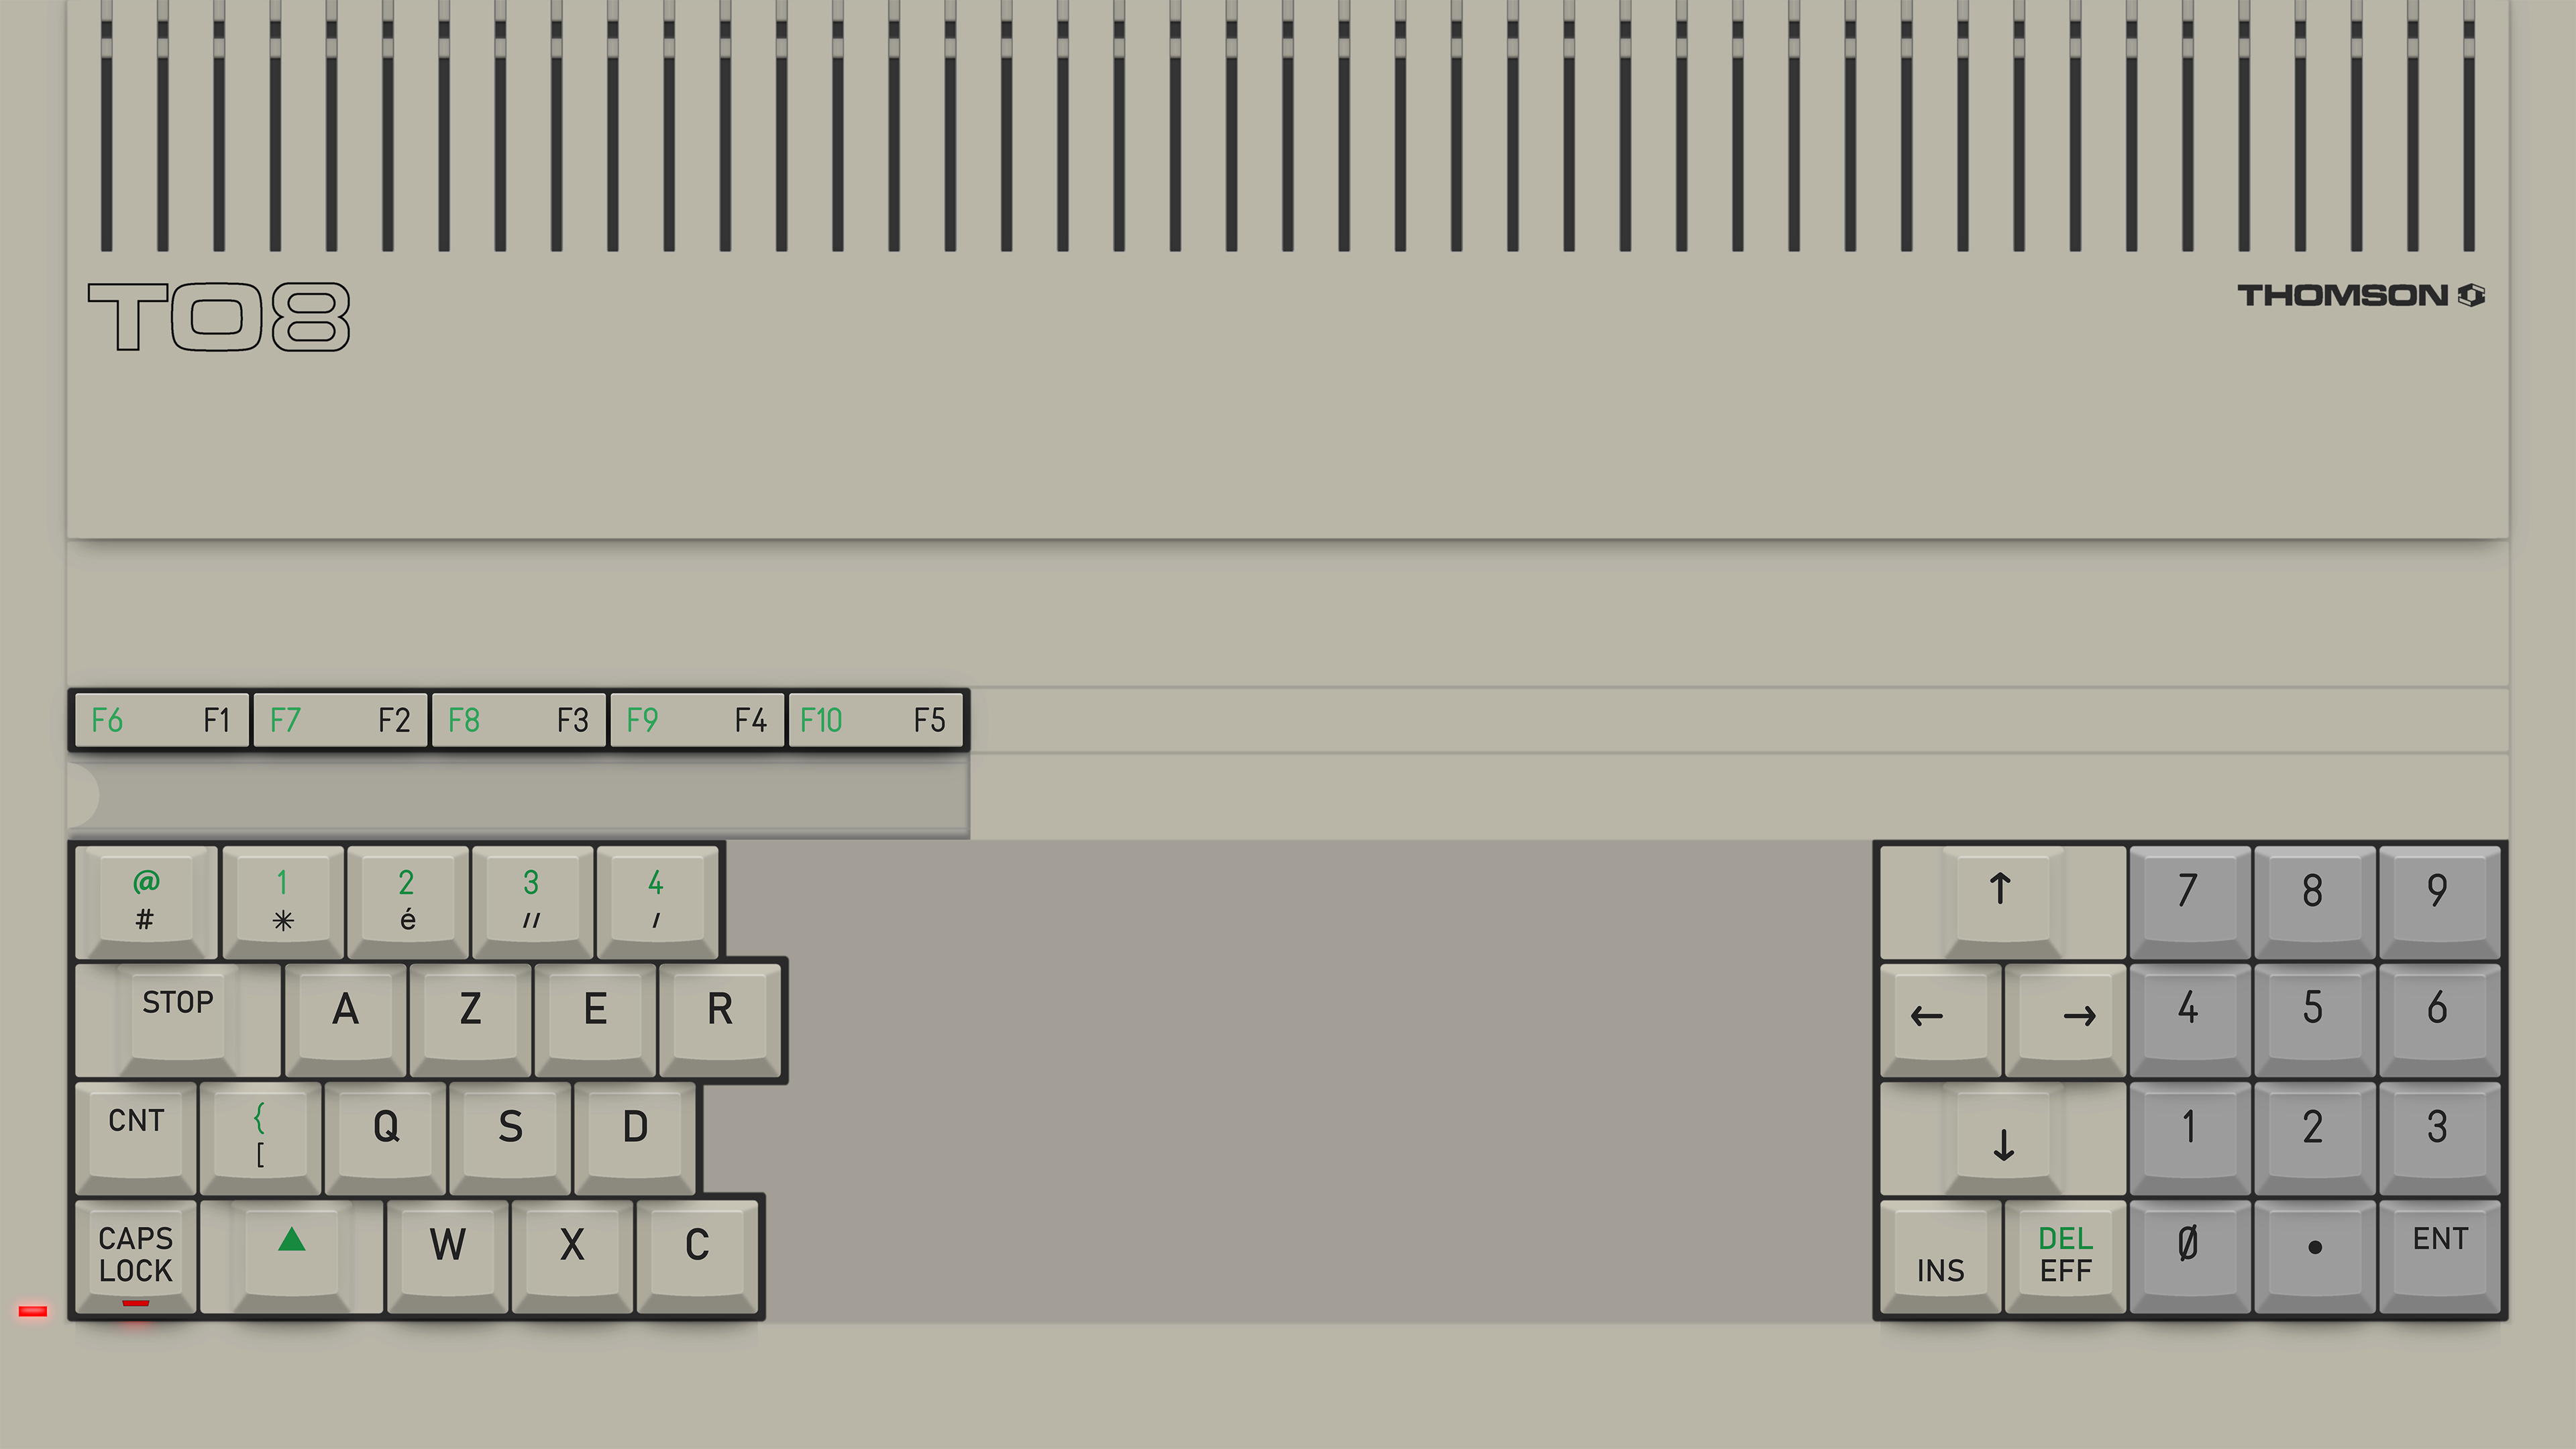 TO8
THOMSON
F6 F1 F7 F2 F8 F3 F9 F4 F10 F5
@ 1 2 3 4
# * é // /
↑ 7 8 9
STOP A Z E R
← → 4 5 6
CNT { [ Q S D
↓ 1 2 3
CAPS LOCK ▲ W X C
INS DEL EFF Ø • ENT